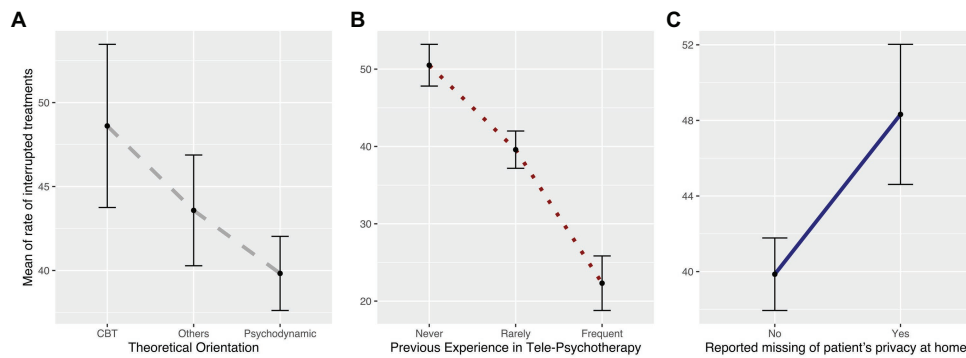 A
B
C
Mean of rate of interrupted treatments
50
45
40
CBT
Others
Psychodynamic
Theoretical Orientation
50
40
30
20
Never
Rarely
Frequent
Previous Experience in Tele-Psychotherapy
52
48
44
40
No
Yes
Reported missing of patient's privacy at home